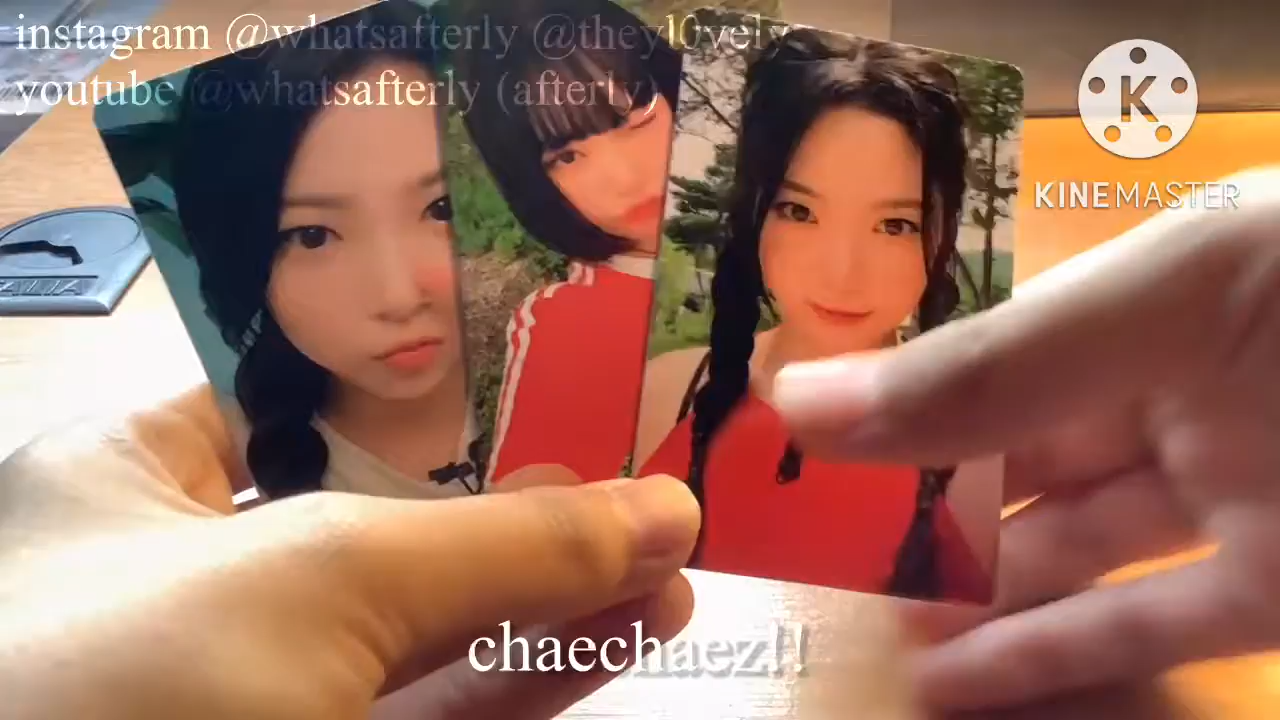 instagram @whatsafterly @theyl0vely
youtube @whatsafterly (afterly)
K
KINEMASTER
chaechaez!!